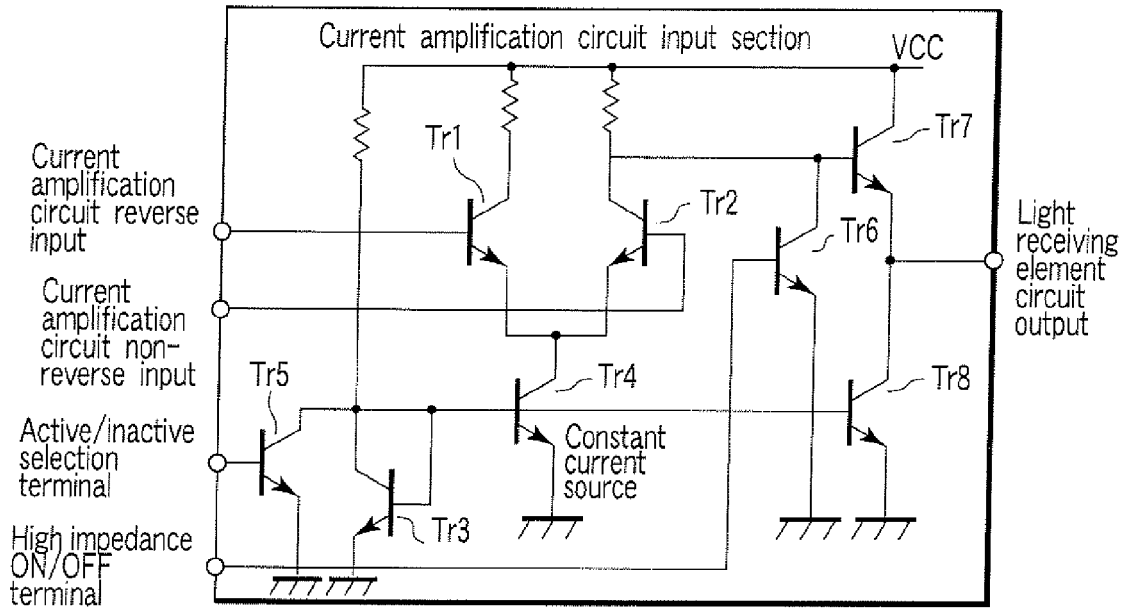 Current amplification circuit input section
VCC
Tr7
Tr1
Current
amplification
circuit reverse
input
Tr2
Tr6
Light
receiving
element
circuit
output
Current
amplification
circuit non-
reverse input
Tr5
Tr4
Tr8
Active/inactive
selection
terminal
Constant
current
source
Tr3
High impedance
ON/OFF
terminal